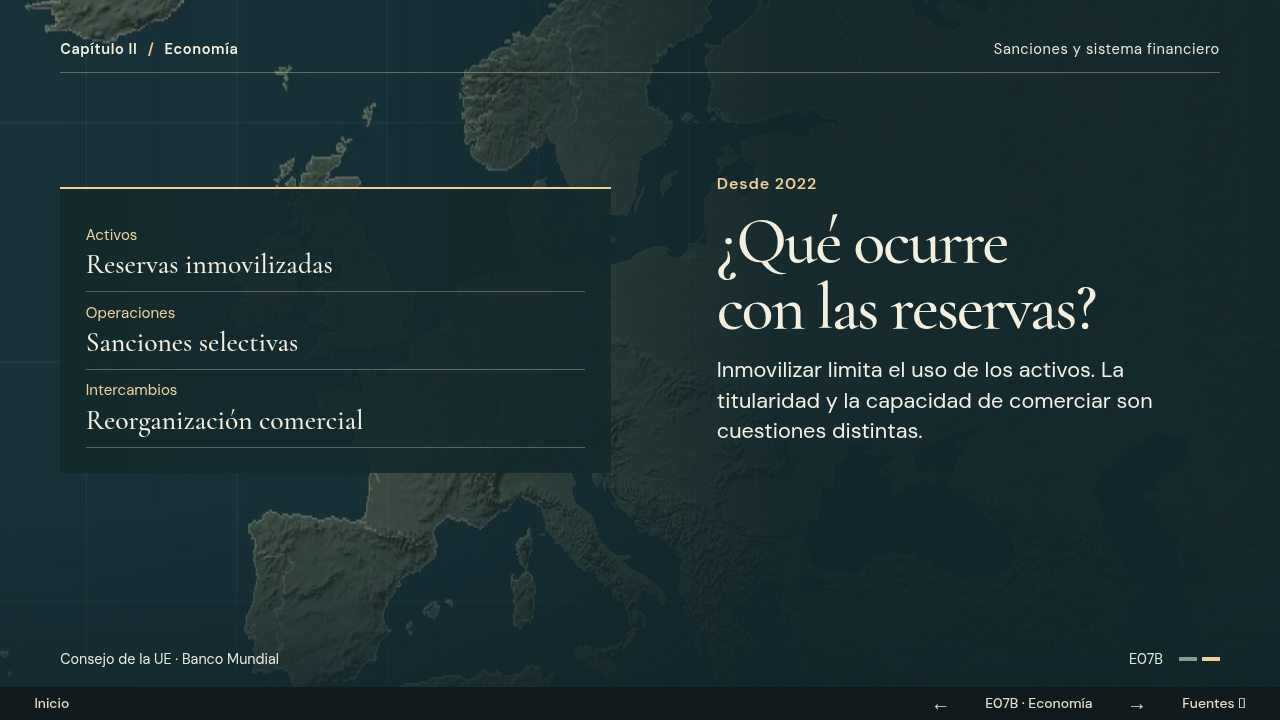 Capítulo II / Economía
Sanciones y sistema financiero
Activos
Reservas inmovilizadas
Operaciones
Sanciones selectivas
Intercambios
Reorganización comercial
Desde 2022
¿Qué ocurre
con las reservas?
Inmovilizar limita el uso de los activos. La
titularidad y la capacidad de comerciar son
cuestiones distintas.
Consejo de la UE · Banco Mundial
E07B
Inicio
← E07B · Economía → Fuentes